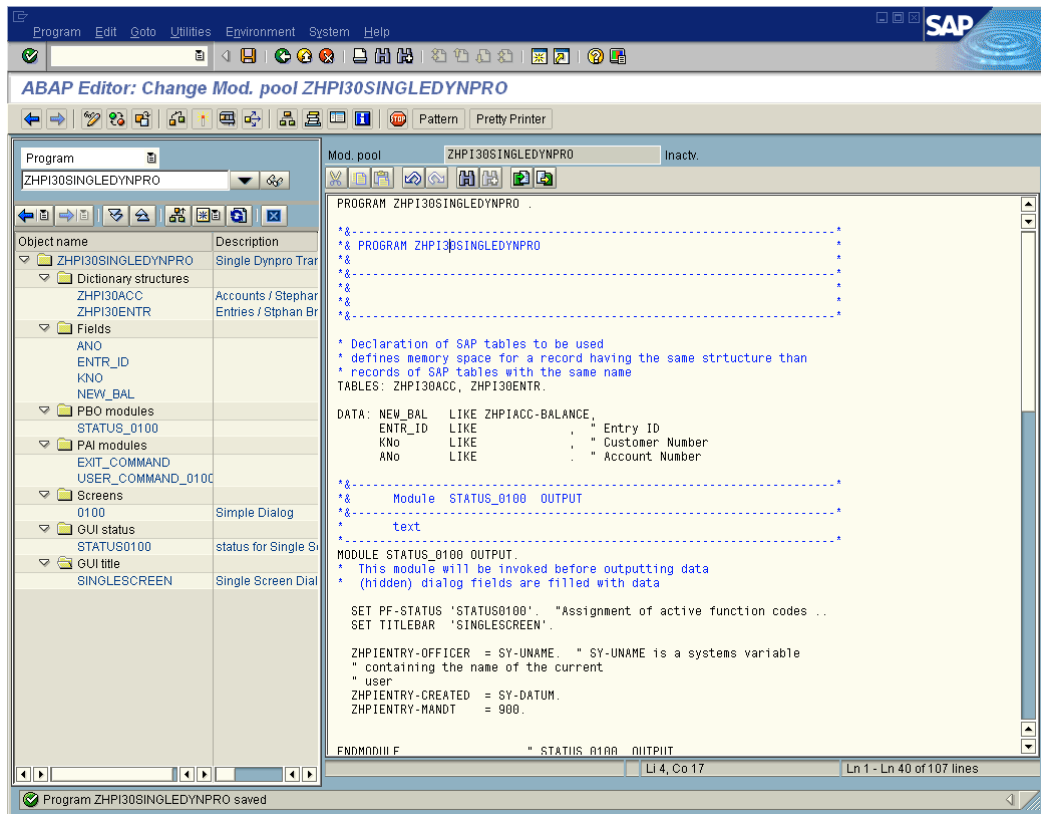 Program Edit Goto Utilities Environment System Help
SAP
ABAP Editor: Change Mod. pool ZHPI30SINGLEDYNPRO
STOP Pattern Pretty Printer
Program
ZHPI30SINGLEDYNPRO
Object name Description
ZHPI30SINGLEDYNPRO Single Dynpro Trar
Dictionary structures
ZHPI30ACC Accounts / Stephar
ZHPI30ENTR Entries / Stphan Br
Fields
ANO
ENTR_ID
KNO
NEW_BAL
PBO modules
STATUS_0100
PAI modules
EXIT_COMMAND
USER_COMMAND_010C
Screens
0100 Simple Dialog
GUI status
STATUS0100 status for Single S
GUI title
SINGLESCREEN Single Screen Dial
Mod. pool ZHPI30SINGLEDYNPRO Inactv.
PROGRAM ZHPI30SINGLEDYNPRO .
*&---------------------------------------------------------------------*
*& PROGRAM ZHPI30SINGLEDYNPRO *
*& *
*&---------------------------------------------------------------------*
*& *
*& *
*&---------------------------------------------------------------------*
* Declaration of SAP tables to be used
* defines memory space for a record having the same strtucture than
* records of SAP tables with the same name
TABLES: ZHPI30ACC, ZHPI30ENTR.
DATA: NEW_BAL LIKE ZHPIACC-BALANCE,
ENTR_ID LIKE , " Entry ID
KNo LIKE , " Customer Number
ANo LIKE . " Account Number
*&---------------------------------------------------------------------*
*& Module STATUS_0100 OUTPUT
*&---------------------------------------------------------------------*
* text
*----------------------------------------------------------------------*
MODULE STATUS_0100 OUTPUT.
* This module will be invoked before outputting data
* (hidden) dialog fields are filled with data
SET PF-STATUS 'STATUS0100'. "Assignment of active function codes ..
SET TITLEBAR 'SINGLESCREEN'.
ZHPIENTRY-OFFICER = SY-UNAME. " SY-UNAME is a systems variable
" containing the name of the current
" user
ZHPIENTRY-CREATED = SY-DATUM.
ZHPIENTRY-MANDT = 900.
ENDMODULE " STATUS_0100 OUTPUT
Li 4, Co 17 Ln 1 - Ln 40 of 107 lines
Program ZHPI30SINGLEDYNPRO saved